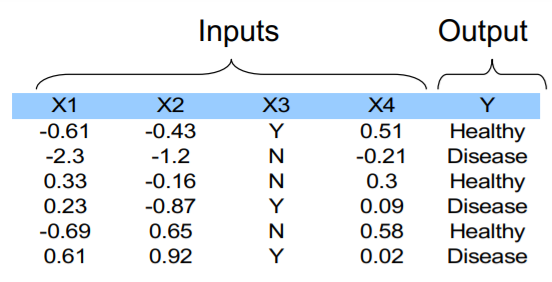 Inputs Output
X1 X2 X3 X4 Y
-0.61 -0.43 Y 0.51 Healthy
-2.3 -1.2 N -0.21 Disease
0.33 -0.16 N 0.3 Healthy
0.23 -0.87 Y 0.09 Disease
-0.69 0.65 N 0.58 Healthy
0.61 0.92 Y 0.02 Disease